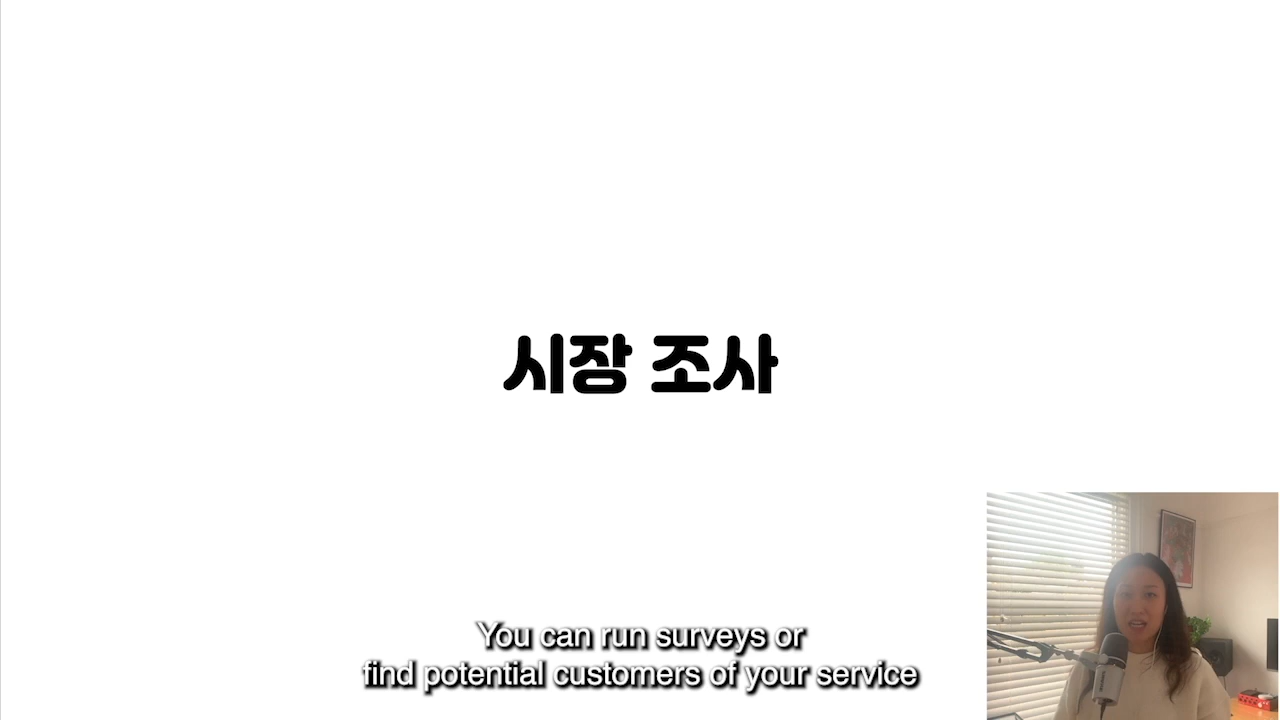 시장 조사
You can run surveys or
find potential customers of your service